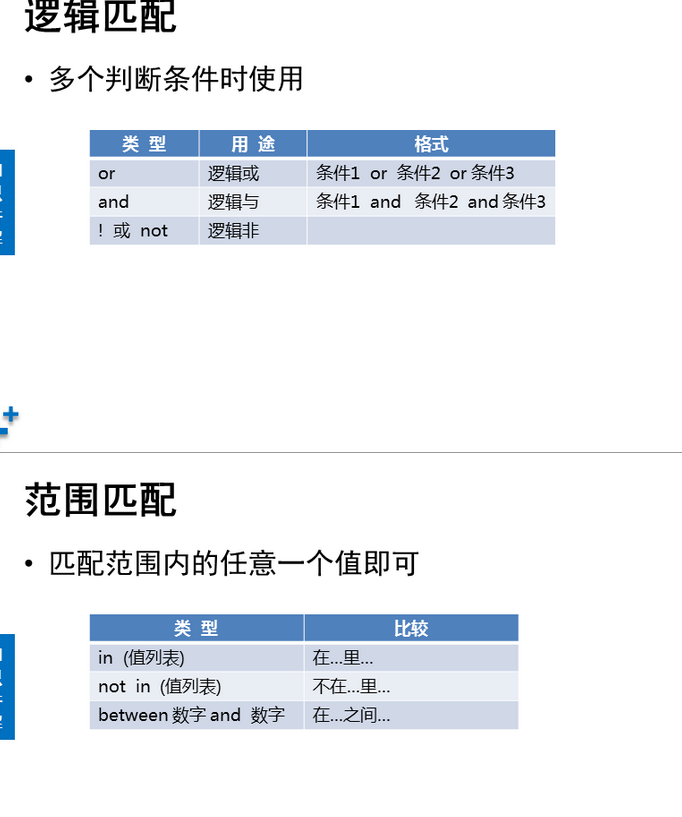 逻辑匹配
• 多个判断条件时使用
类 型 用 途 格式
or 逻辑或 条件1 or 条件2 or 条件3
and 逻辑与 条件1 and 条件2 and 条件3
! 或 not 逻辑非
范围匹配
• 匹配范围内的任意一个值即可
类 型 比较
in (值列表) 在…里…
not in (值列表) 不在…里…
between 数字 and 数字 在…之间…